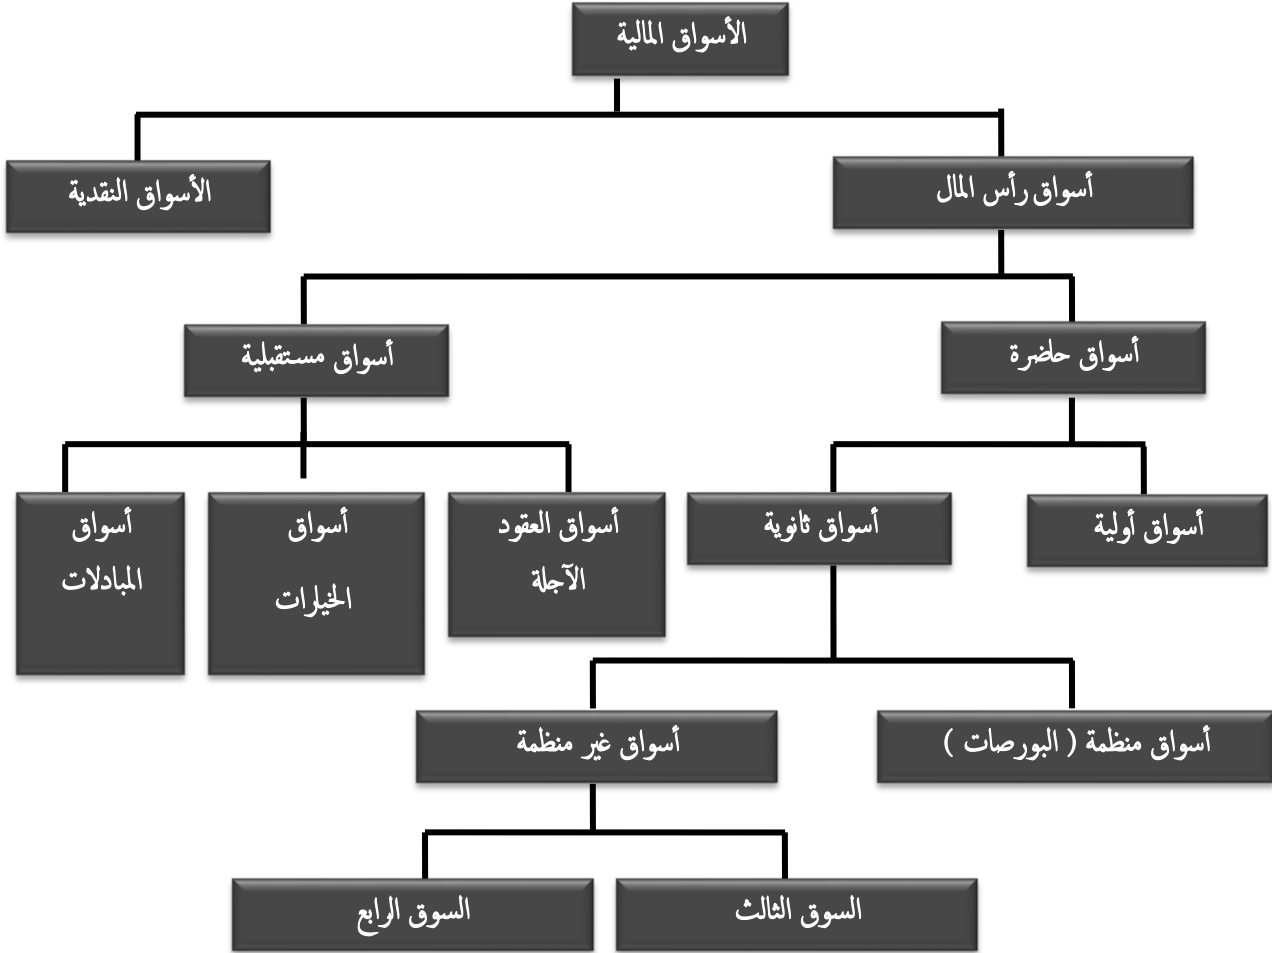 الأسواق المالية
أسواق رأس المال
الأسواق النقدية
أسواق حاضرة
أسواق مستقبلية
أسواق أولية
أسواق ثانوية
أسواق العقود
الآجلة
أسواق
الخيارات
أسواق
المبادلات
أسواق منظمة ( البورصات )
أسواق غير منظمة
السوق الثالث
السوق الرابع